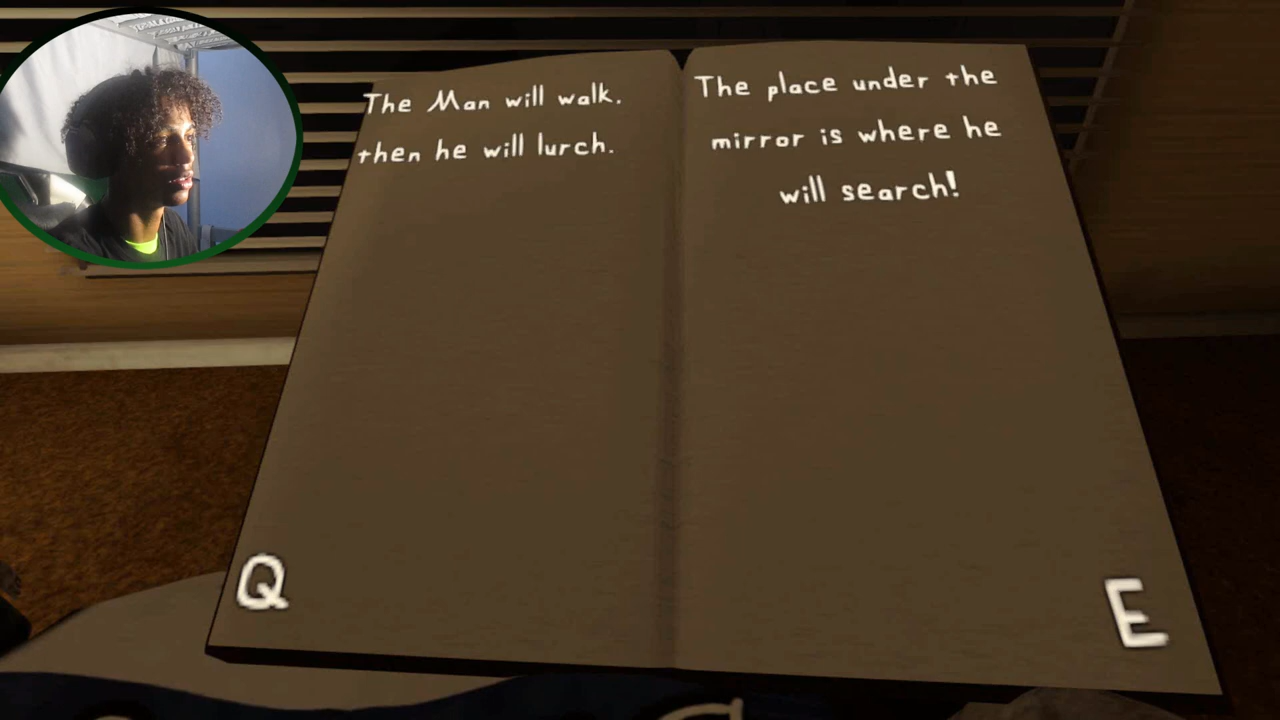 The Man will walk.
then he will lurch.
The place under the
mirror is where he
will search!
Q
E